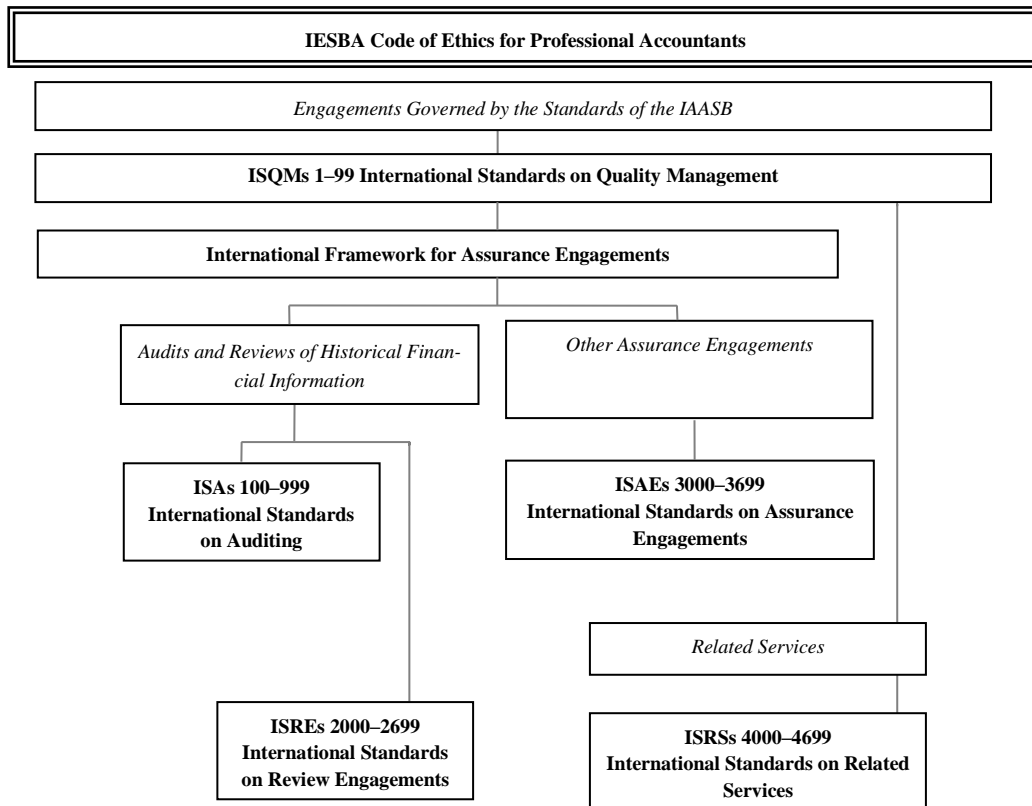 IESBA Code of Ethics for Professional Accountants
Engagements Governed by the Standards of the IAASB
ISQMs 1–99 International Standards on Quality Management
International Framework for Assurance Engagements
Audits and Reviews of Historical Finan-
cial Information
Other Assurance Engagements
ISAs 100–999
International Standards
on Auditing
ISAEs 3000–3699
International Standards on Assurance
Engagements
Related Services
ISREs 2000–2699
International Standards
on Review Engagements
ISRSs 4000–4699
International Standards on Related
Services